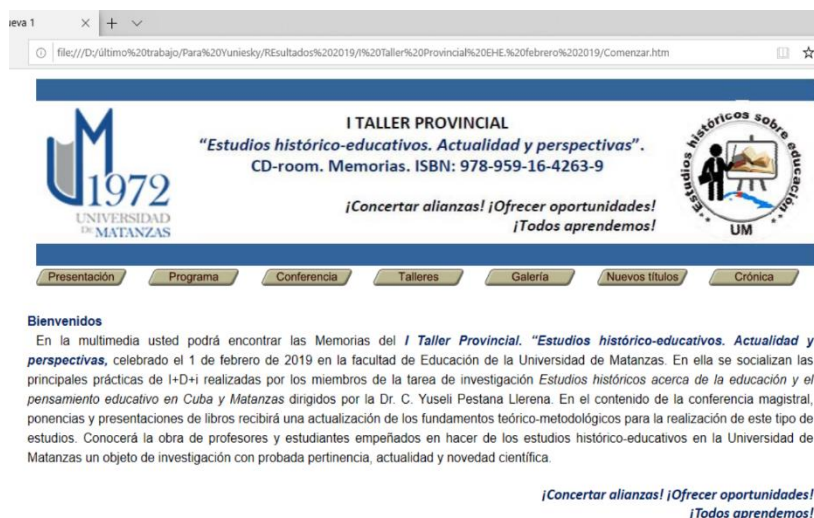 ueva 1
file:///D:/último%20trabajo/Para%20Yuniesky/REsultados%202019/I%20Taller%20Provincial%20EHE.%20febrero%202019/Comenzar.htm
UM
1972
UNIVERSIDAD
De MATANZAS
I TALLER PROVINCIAL
"Estudios histórico-educativos. Actualidad y perspectivas".
CD-room. Memorias. ISBN: 978-959-16-4263-9
¡Concertar alianzas! ¡Ofrecer oportunidades!
¡Todos aprendemos!
Estudios históricos sobre educación
UM
Presentación Programa Conferencia Talleres Galería Nuevos títulos Crónica
Bienvenidos
En la multimedia usted podrá encontrar las Memorias del I Taller Provincial. "Estudios histórico-educativos. Actualidad y
perspectivas, celebrado el 1 de febrero de 2019 en la facultad de Educación de la Universidad de Matanzas. En ella se socializan las
principales prácticas de I+D+i realizadas por los miembros de la tarea de investigación Estudios históricos acerca de la educación y el
pensamiento educativo en Cuba y Matanzas dirigidos por la Dr. C. Yuseli Pestana Llerena. En el contenido de la conferencia magistral,
ponencias y presentaciones de libros recibirá una actualización de los fundamentos teórico-metodológicos para la realización de este tipo de
estudios. Conocerá la obra de profesores y estudiantes empeñados en hacer de los estudios histórico-educativos en la Universidad de
Matanzas un objeto de investigación con probada pertinencia, actualidad y novedad científica.
¡Concertar alianzas! ¡Ofrecer oportunidades!
¡Todos aprendemos!